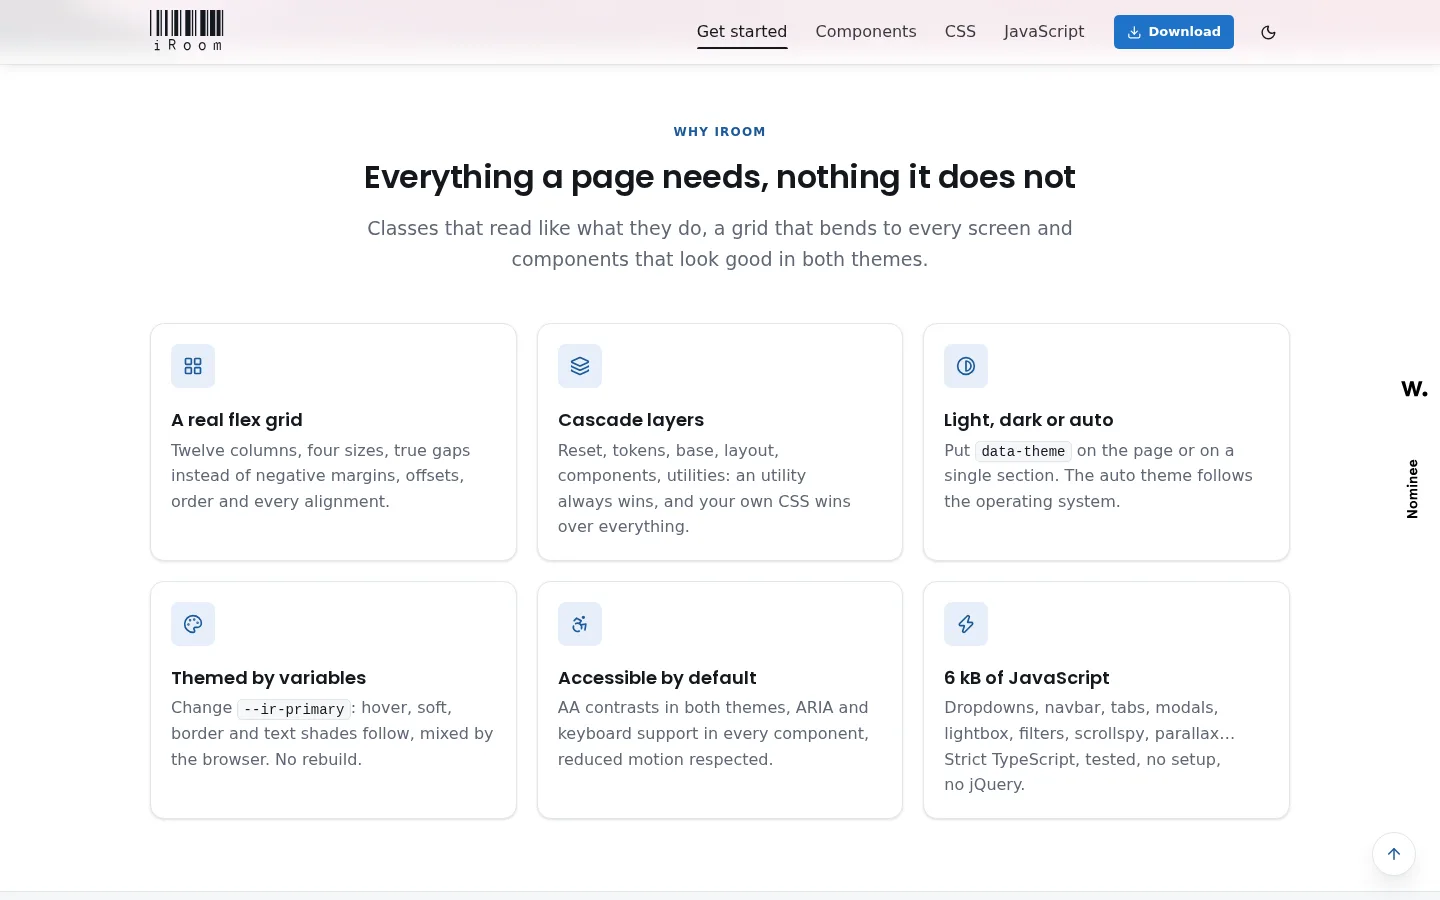 iRoom
Get started
Components
CSS
JavaScript
Download
WHY IROOM
Everything a page needs, nothing it does not
Classes that read like what they do, a grid that bends to every screen and
components that look good in both themes.
A real flex grid
Twelve columns, four sizes, true gaps
instead of negative margins, offsets,
order and every alignment.
Cascade layers
Reset, tokens, base, layout,
components, utilities: an utility
always wins, and your own CSS wins
over everything.
Light, dark or auto
Put data-theme on the page or on a
single section. The auto theme follows
the operating system.
W.
Nominee
Themed by variables
Change --ir-primary: hover, soft,
border and text shades follow, mixed by
the browser. No rebuild.
Accessible by default
AA contrasts in both themes, ARIA and
keyboard support in every component,
reduced motion respected.
6 kB of JavaScript
Dropdowns, navbar, tabs, modals,
lightbox, filters, scrollspy, parallax…
Strict TypeScript, tested, no setup,
no jQuery.